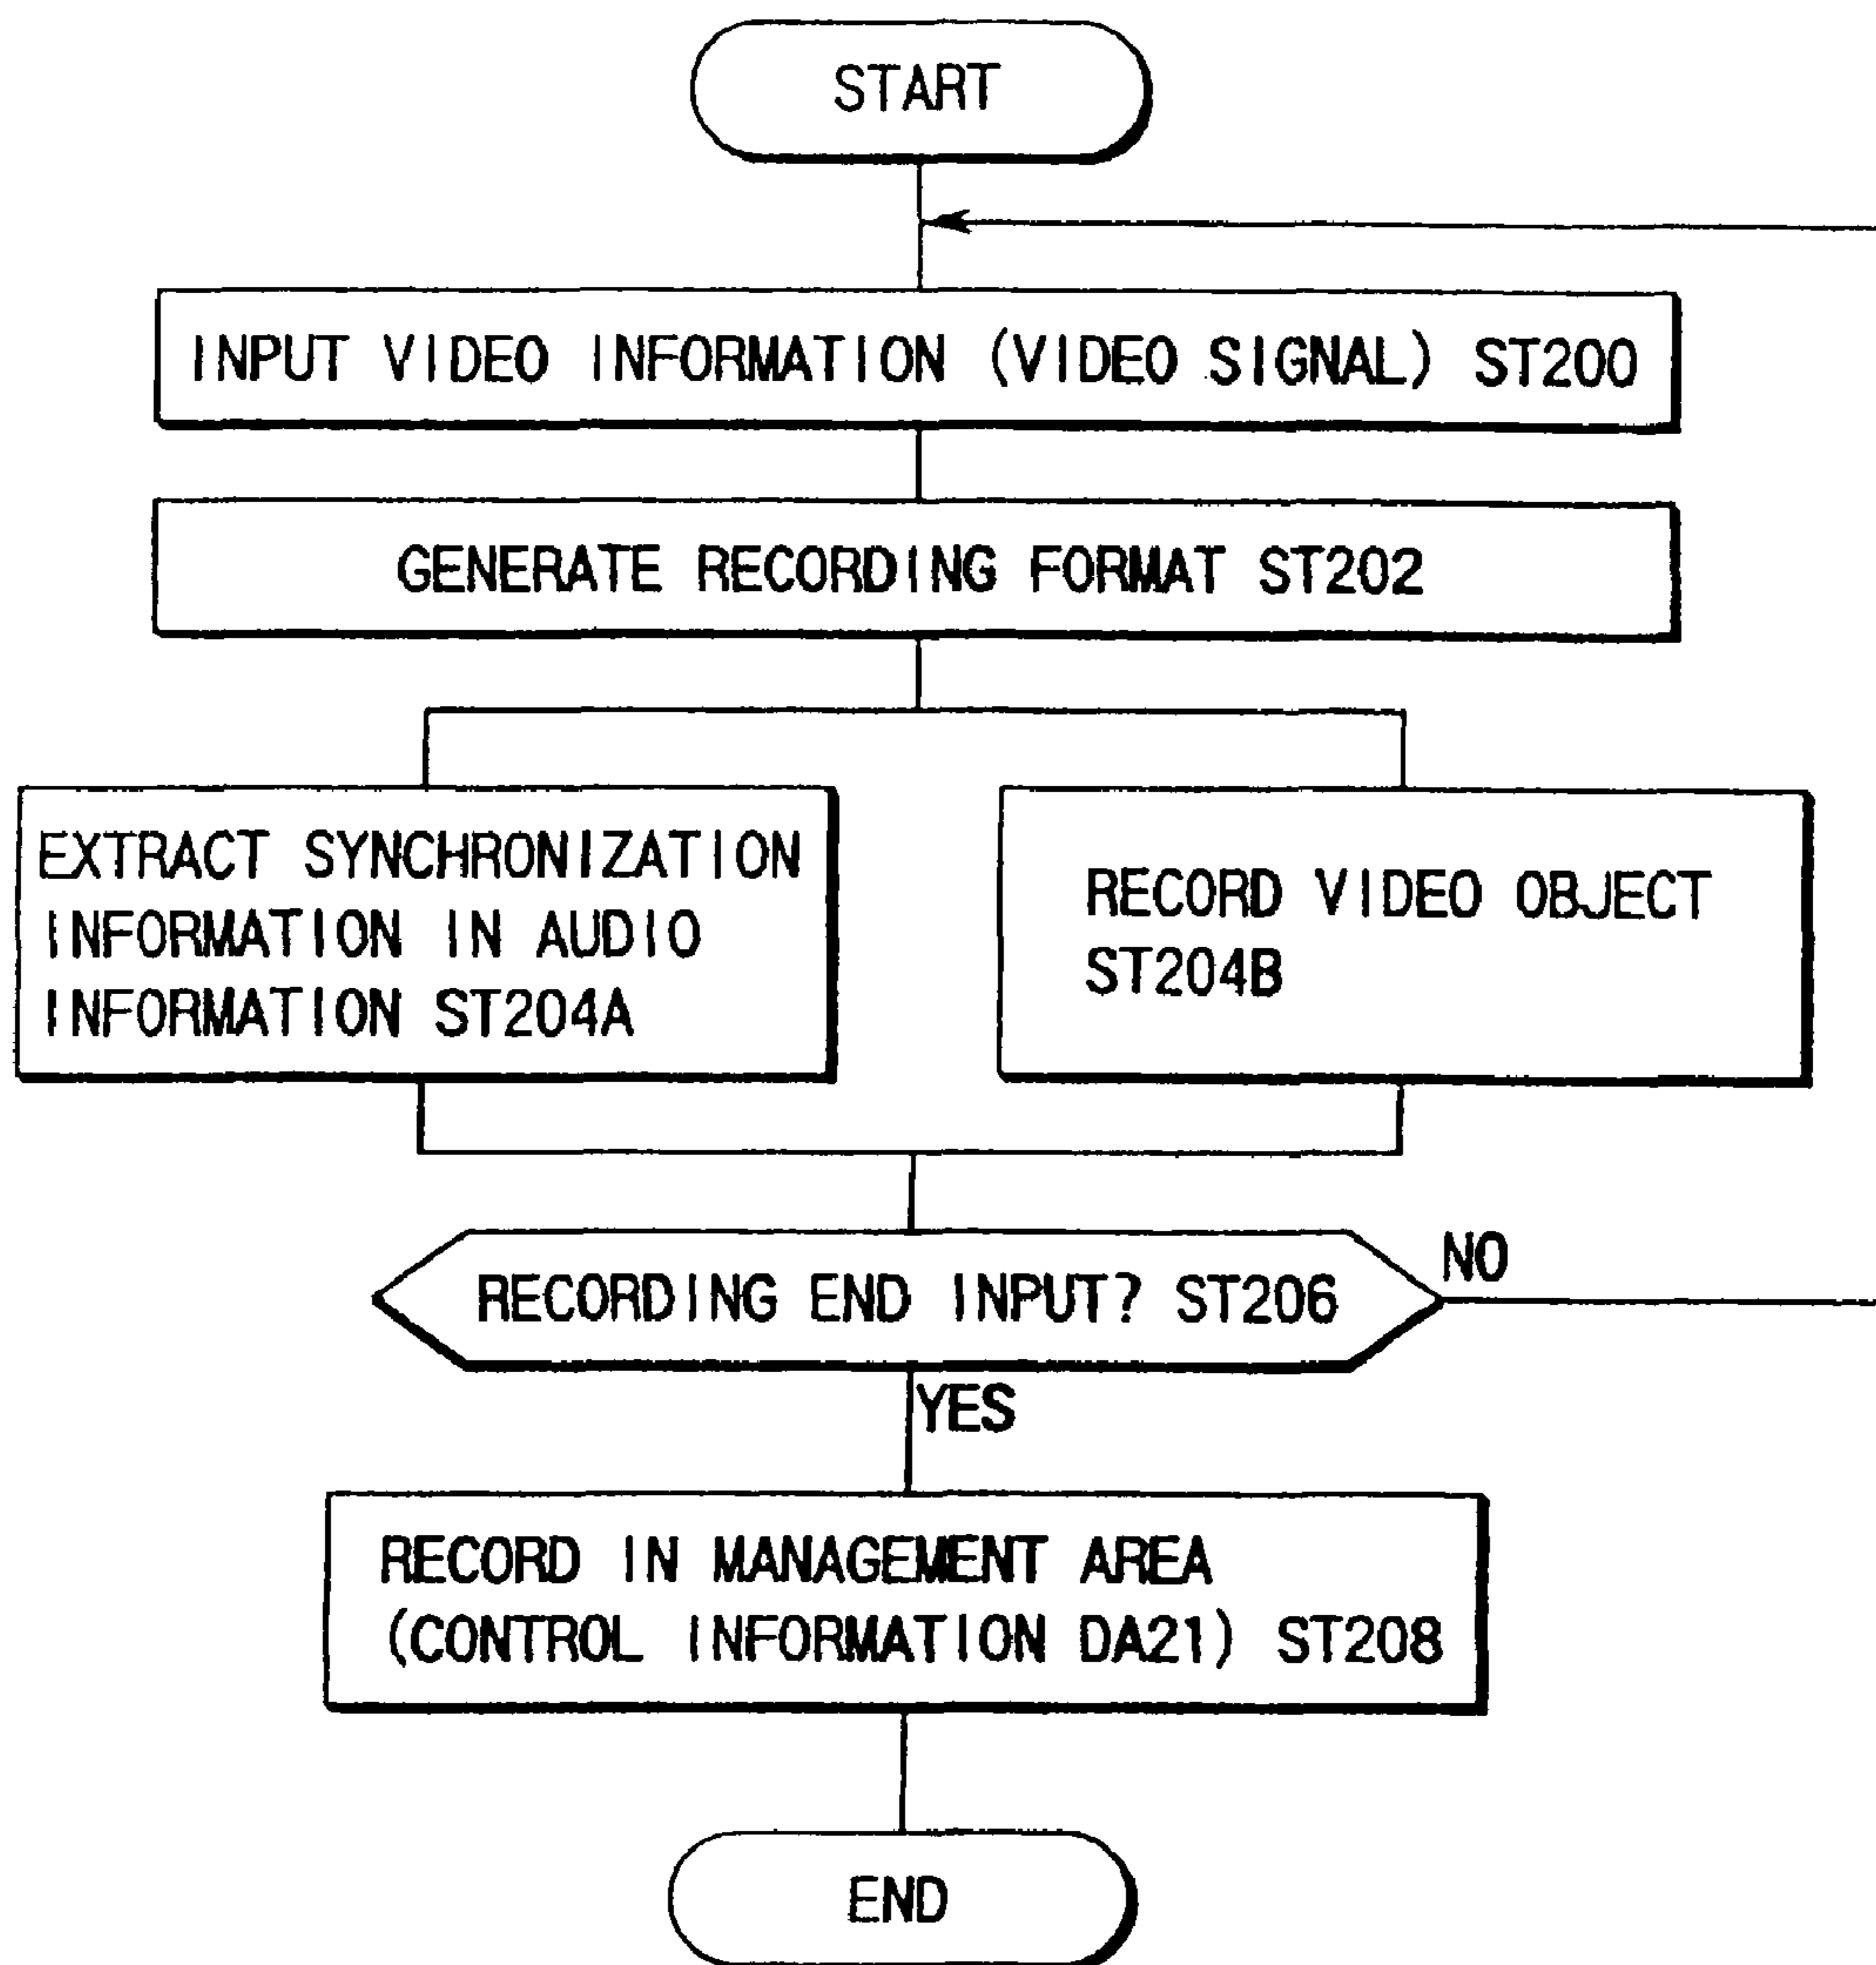 START
INPUT VIDEO INFORMATION (VIDEO SIGNAL) ST200
GENERATE RECORDING FORMAT ST202
EXTRACT SYNCHRONIZATION
INFORMATION IN AUDIO
INFORMATION ST204A
RECORD VIDEO OBJECT
ST204B
RECORDING END INPUT? ST206
NO
YES
RECORD IN MANAGEMENT AREA
(CONTROL INFORMATION DA21) ST208
END